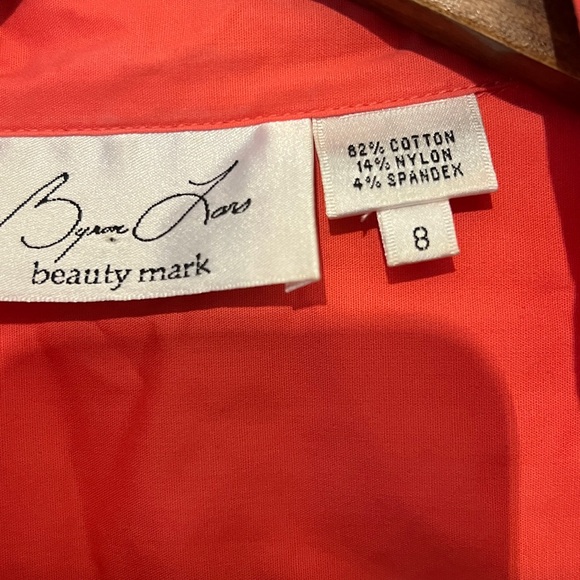 Byron Lars
beauty mark
82% COTTON
14% NYLON
4% SPANDEX
8